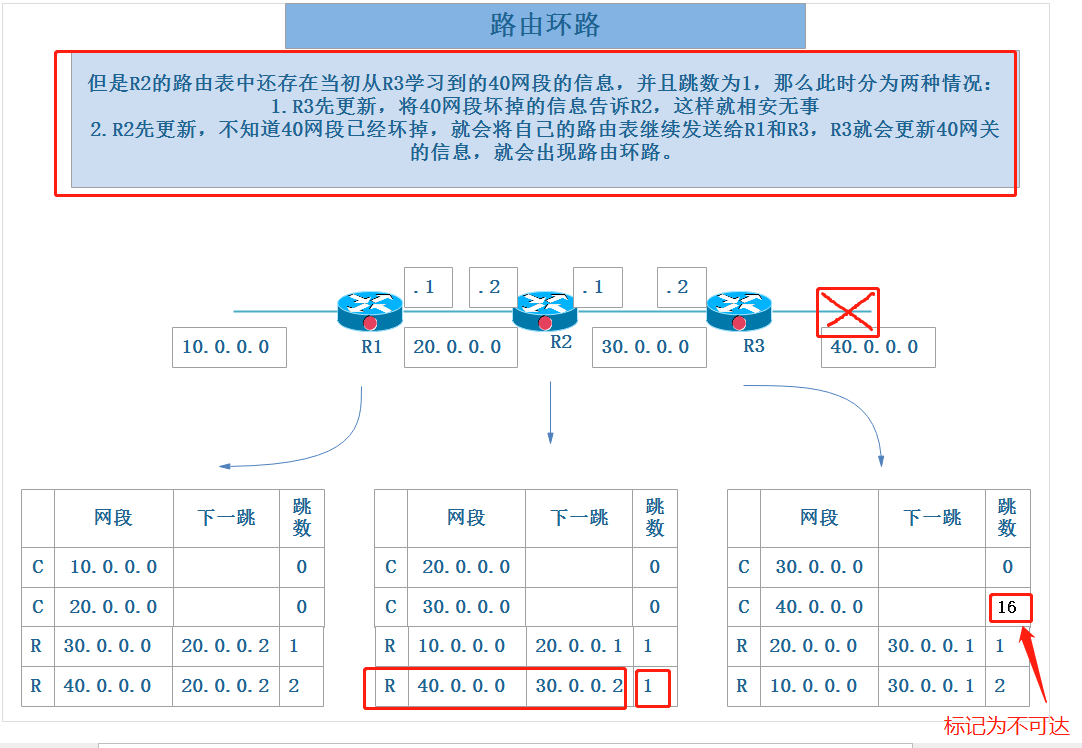 路由环路
但是R2的路由表中还存在当初从R3学习到的40网段的信息，并且跳数为1，那么此时分为两种情况：
1.R3先更新，将40网段坏掉的信息告诉R2，这样就相安无事
2.R2先更新，不知道40网段已经坏掉，就会将自己的路由表继续发送给R1和R3，R3就会更新40网关
的信息，就会出现路由环路。
.1 .2 .1 .2
10.0.0.0 R1 20.0.0.0 R2 30.0.0.0 R3 40.0.0.0
网段 下一跳 跳数
C 10.0.0.0 0
C 20.0.0.0 0
R 30.0.0.0 20.0.0.2 1
R 40.0.0.0 20.0.0.2 2
网段 下一跳 跳数
C 20.0.0.0 0
C 30.0.0.0 0
R 10.0.0.0 20.0.0.1 1
R 40.0.0.0 30.0.0.2 1
网段 下一跳 跳数
C 30.0.0.0 0
C 40.0.0.0 16
R 20.0.0.0 30.0.0.1 1
R 10.0.0.0 30.0.0.1 2
标记为不可达